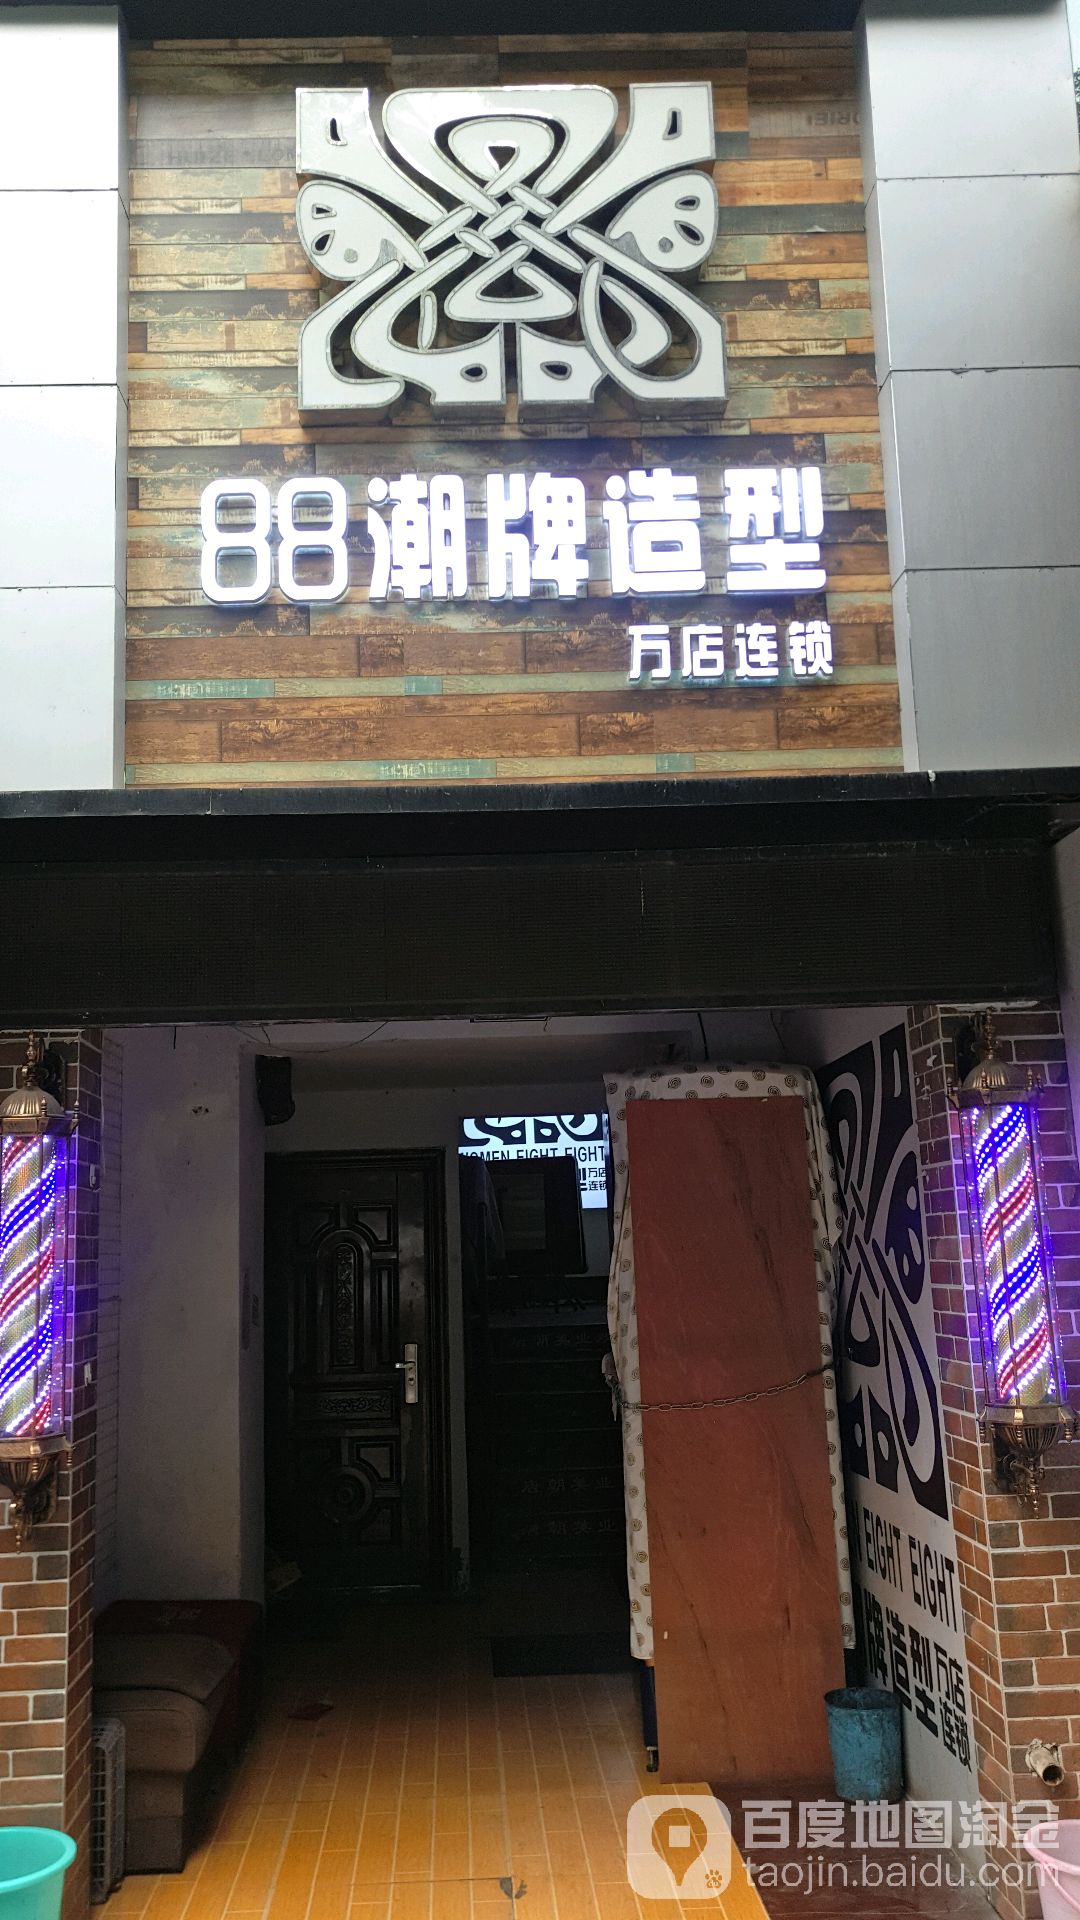 88潮牌造型
万店连锁
WOMEN EIGHT EIGHT
万店
连锁
EIGHT EIGHT
牌造型
万店
连锁
百度地图淘金
taojin.baidu.com